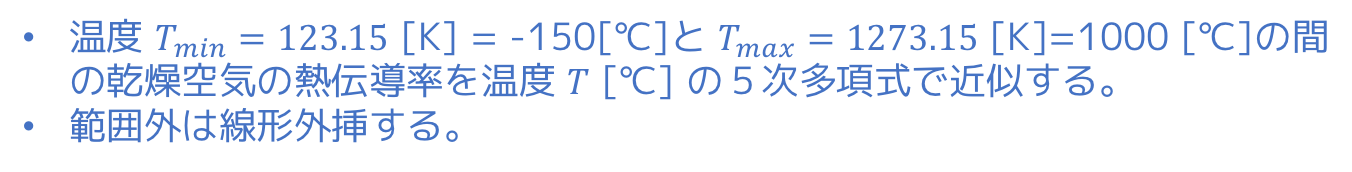 • 温度 𝑇𝑚𝑖𝑛 = 123.15 [K] = -150[℃]と 𝑇𝑚𝑎𝑥 = 1273.15 [K]=1000 [℃]の間
の乾燥空気の熱伝導率を温度 𝑇 [℃] の５次多項式で近似する。
• 範囲外は線形外挿する。